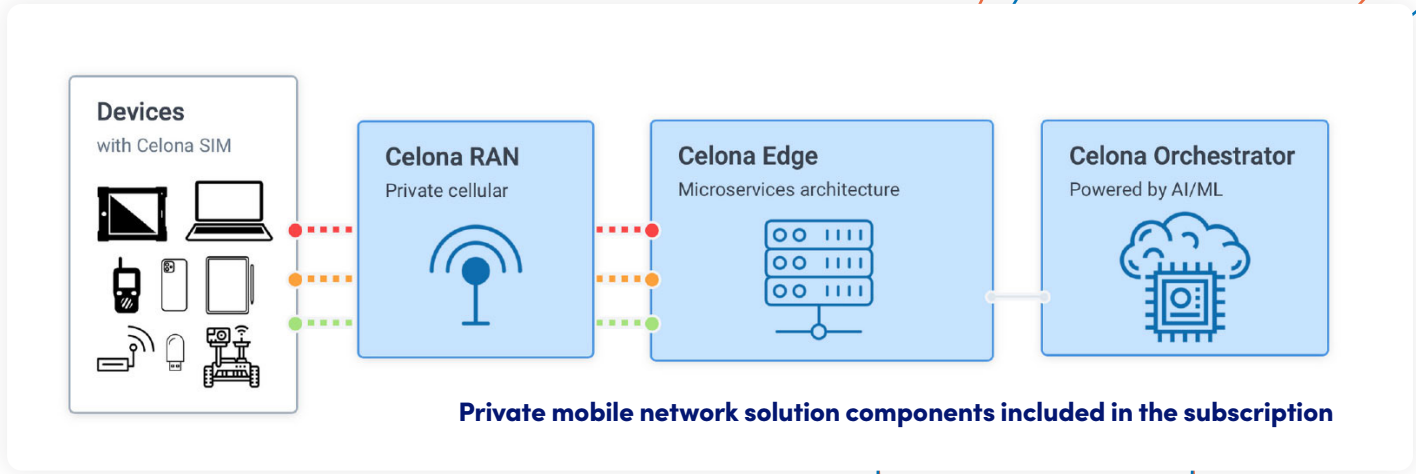 Devices
with Celona SIM
Celona RAN
Private cellular
Celona Edge
Microservices architecture
Celona Orchestrator
Powered by AI/ML
Private mobile network solution components included in the subscription